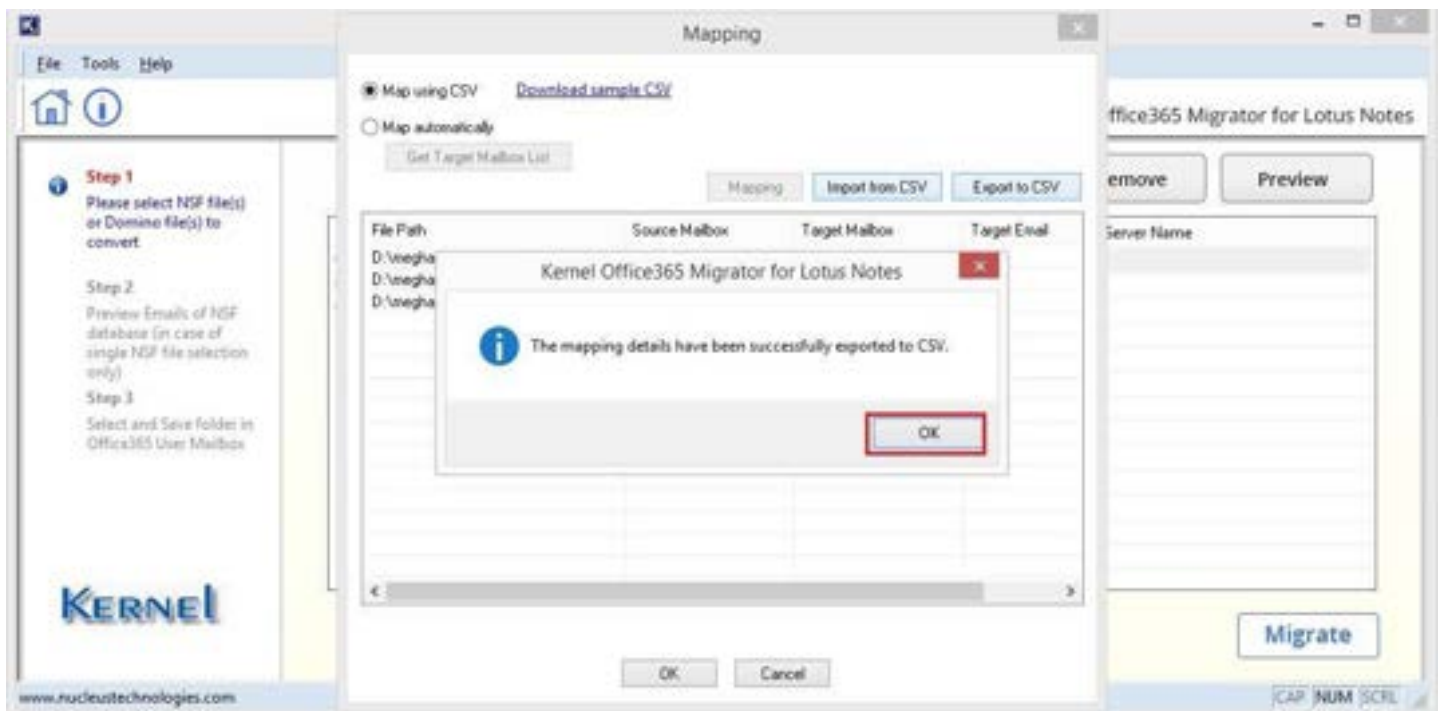 Mapping
File Tools Help
Map using CSV Download sample CSV
Map automatically
Get Target Mailbox List
ffice365 Migrator for Lotus Notes
Mapping Import from CSV Export to CSV
emove Preview
Step 1
Please select NSF file(s)
or Domino file(s) to
convert
Step 2
Preview Emails of NSF
database (in case of
single NSF file selection
only)
Step 3
Select and Save folder in
Office365 User Mailbox
File Path Source Mailbox Target Mailbox Target Email
Server Name
D:\megha
D:\megha
D:\megha
Kernel Office365 Migrator for Lotus Notes
The mapping details have been successfully exported to CSV.
OK
KERNEL
Migrate
OK Cancel
www.nucleustechnologies.com
CAP NUM SCRL